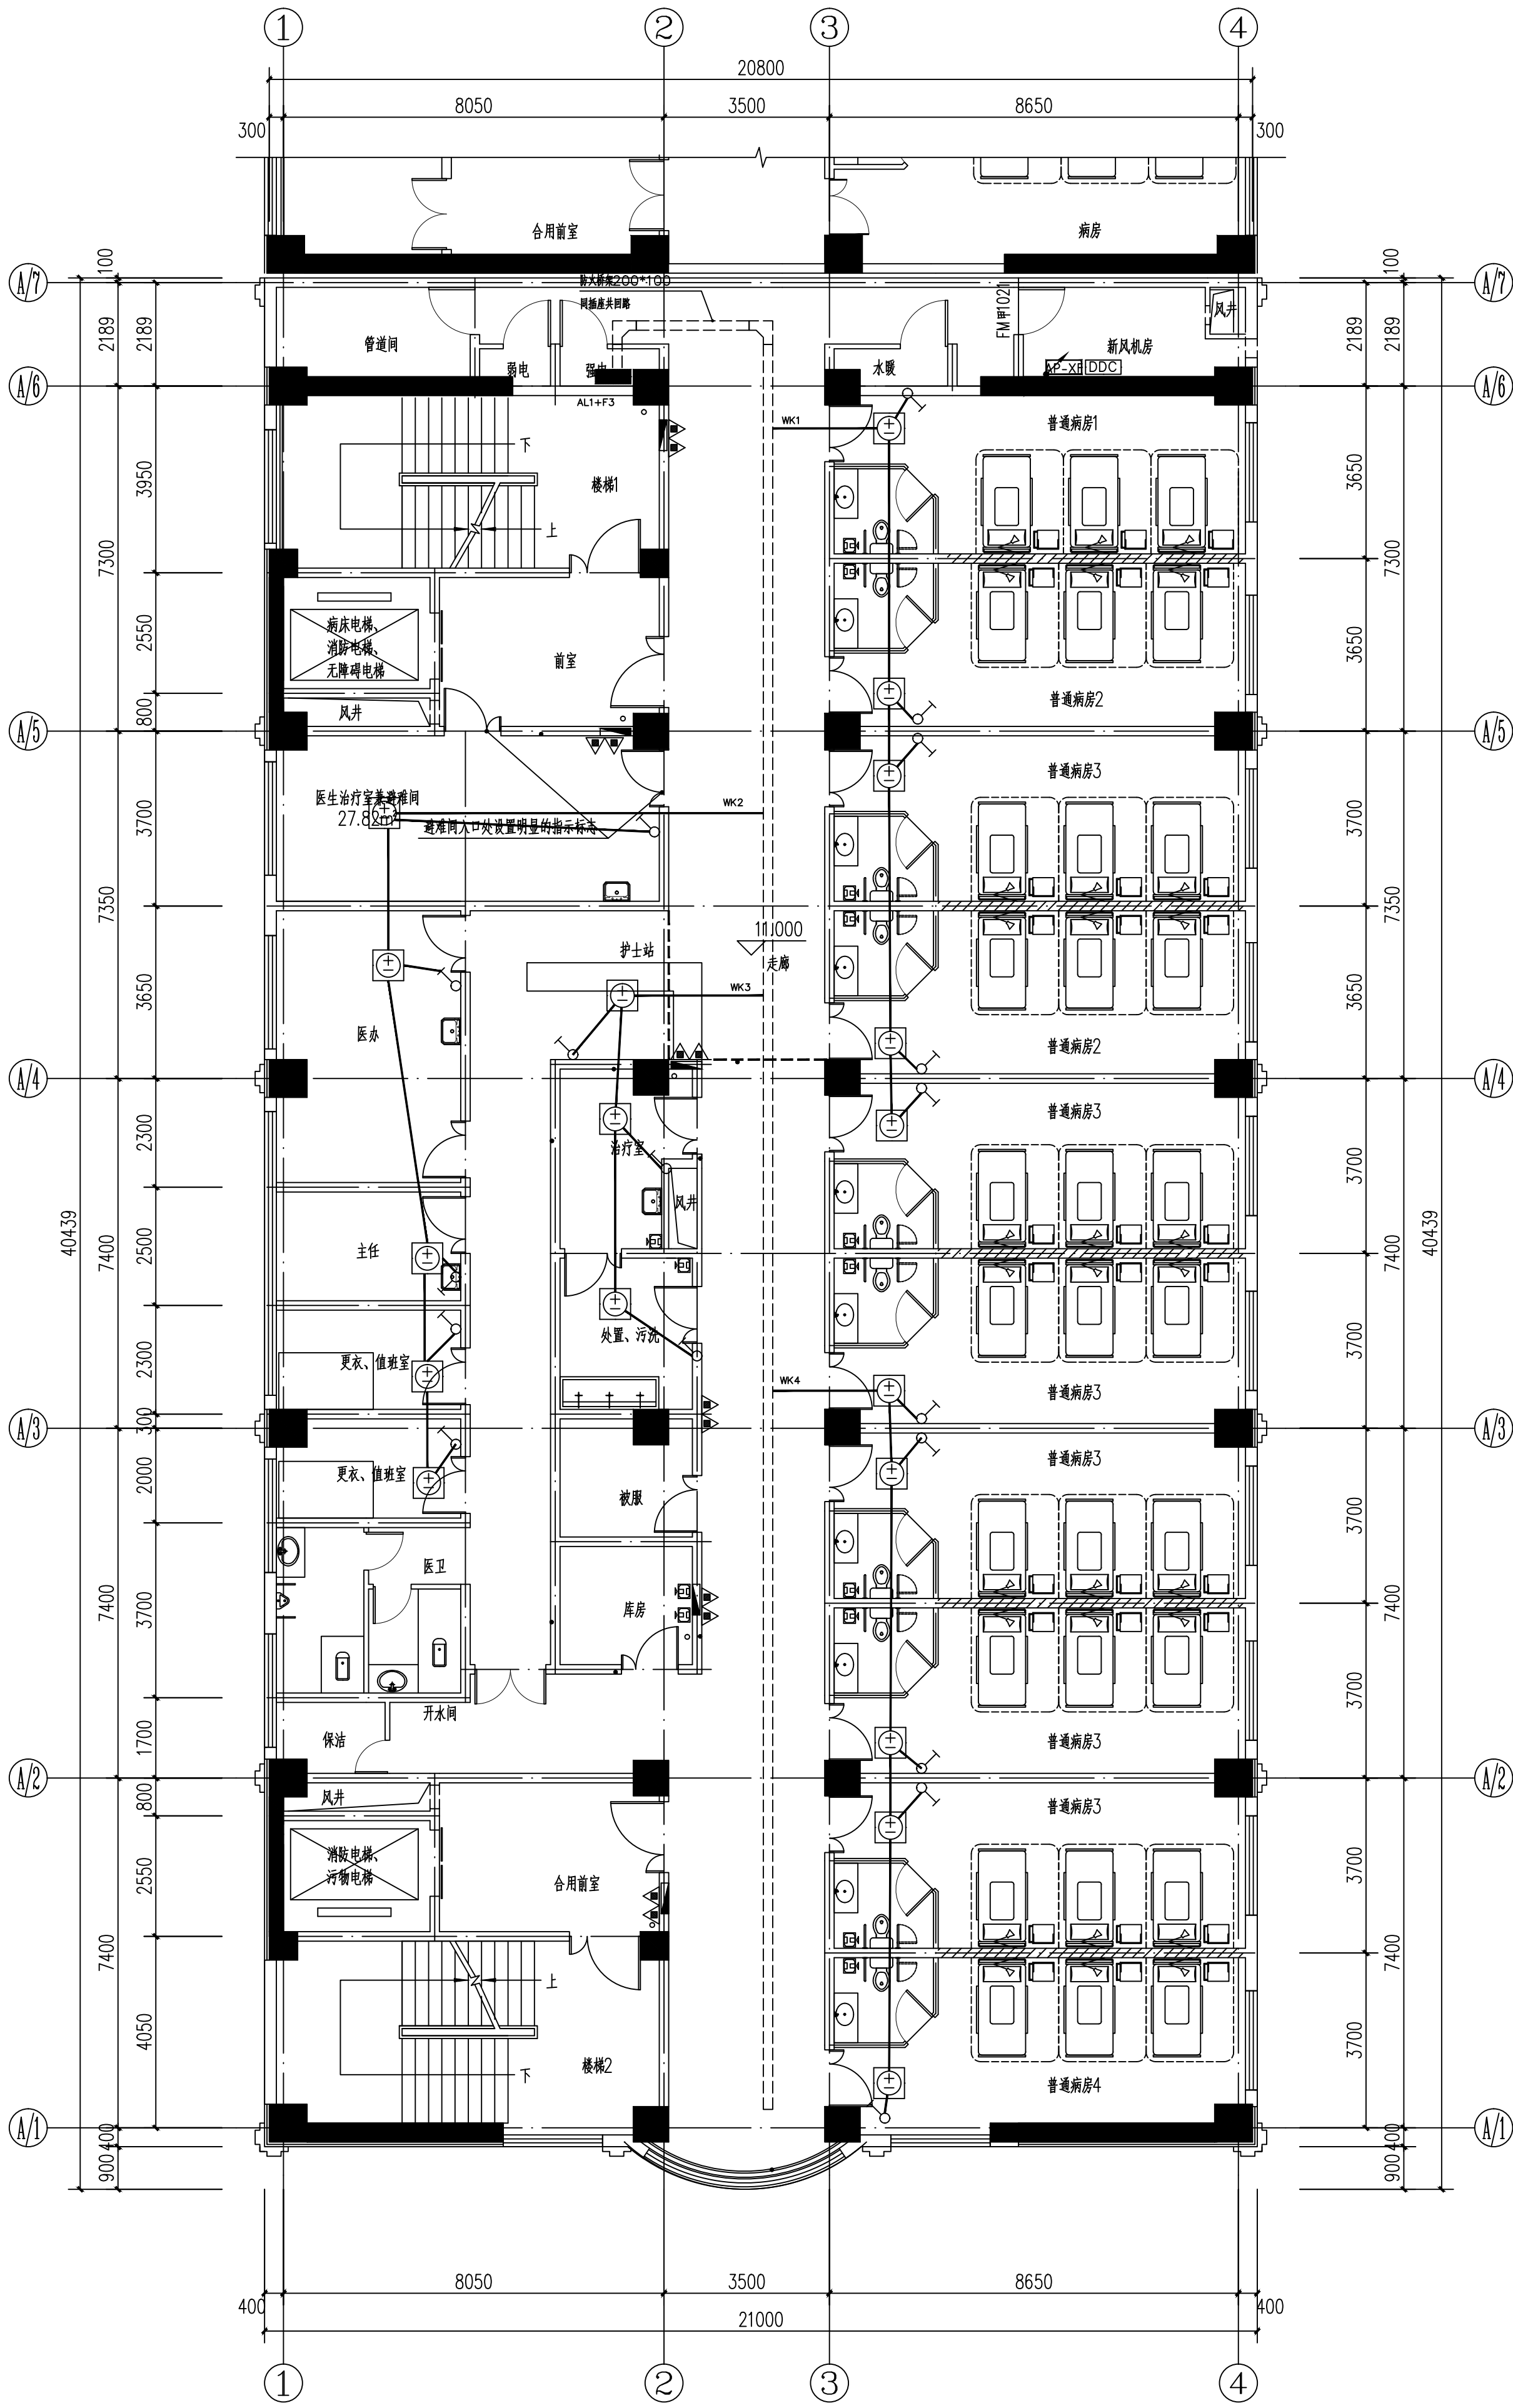 ① ② ③ ④
20800
8050 3500 8650
300 300
合用前室 病房
100 100
A/7 A/7
防火桥架200*100
同插座共回路
FM甲1021
风井
2189 2189 2189 2189
管道间 弱电 强电 水暖 新风机房
AP-XF DDC
A/6 A/6
AL1+F3
WK1
普通病房1
下
3950 3650
楼梯1
上
7300 7300
病床电梯、
消防电梯、
无障碍电梯
2550 3650
前室
普通病房2
风井
800
A/5 A/5
普通病房3
医生治疗室兼避难间
27.82m²
WK2
避难间入口处设置明显的指示标志
3700 3700
7350 7350
11.000
护士站
走廊
WK3
3650 3650
医办
普通病房2
A/4 A/4
普通病房3
2300 3700
治疗室
风井
40439 40439
主任
2500
7400 7400
处置、污洗
更衣、值班室
2300 3700
WK4
普通病房3
300
A/3 A/3
普通病房3
更衣、值班室
2000
被服
3700
医卫
库房
7400 7400
3700
3700
开水间
保洁
1700
普通病房3
A/2 A/2
风井
800
普通病房3
消防电梯、
污物电梯
2550 3700
合用前室
7400 7400
上
4050 3700
楼梯2
下
普通病房4
A/1 A/1
400 400
900 900
8050 3500 8650
400 400
21000
① ② ③ ④